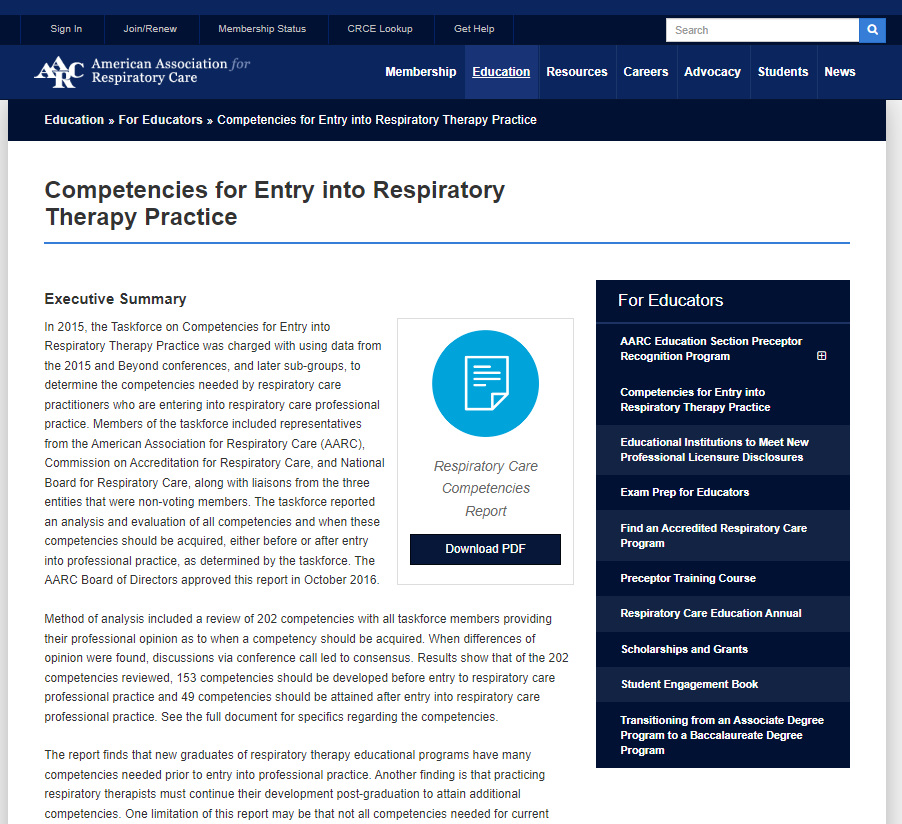 Sign In
Join/Renew
Membership Status
CRCE Lookup
Get Help
Search
AARC
American Association for
Respiratory Care
Membership
Education
Resources
Careers
Advocacy
Students
News
Education » For Educators » Competencies for Entry into Respiratory Therapy Practice
Competencies for Entry into Respiratory
Therapy Practice
Executive Summary
In 2015, the Taskforce on Competencies for Entry into
Respiratory Therapy Practice was charged with using data from
the 2015 and Beyond conferences, and later sub-groups, to
determine the competencies needed by respiratory care
practitioners who are entering into respiratory care professional
practice. Members of the taskforce included representatives
from the American Association for Respiratory Care (AARC),
Commission on Accreditation for Respiratory Care, and National
Board for Respiratory Care, along with liaisons from the three
entities that were non-voting members. The taskforce reported
an analysis and evaluation of all competencies and when these
competencies should be acquired, either before or after entry
into professional practice, as determined by the taskforce. The
AARC Board of Directors approved this report in October 2016.
Respiratory Care
Competencies
Report
Download PDF
Method of analysis included a review of 202 competencies with all taskforce members providing
their professional opinion as to when a competency should be acquired. When differences of
opinion were found, discussions via conference call led to consensus. Results show that of the 202
competencies reviewed, 153 competencies should be developed before entry to respiratory care
professional practice and 49 competencies should be attained after entry into respiratory care
professional practice. See the full document for specifics regarding the competencies.
The report finds that new graduates of respiratory therapy educational programs have many
competencies needed prior to entry into professional practice. Another finding is that practicing
respiratory therapists must continue their development post-graduation to attain additional
competencies. One limitation of this report may be that not all competencies needed for current
For Educators
AARC Education Section Preceptor
Recognition Program
Competencies for Entry into
Respiratory Therapy Practice
Educational Institutions to Meet New
Professional Licensure Disclosures
Exam Prep for Educators
Find an Accredited Respiratory Care
Program
Preceptor Training Course
Respiratory Care Education Annual
Scholarships and Grants
Student Engagement Book
Transitioning from an Associate Degree
Program to a Baccalaureate Degree
Program